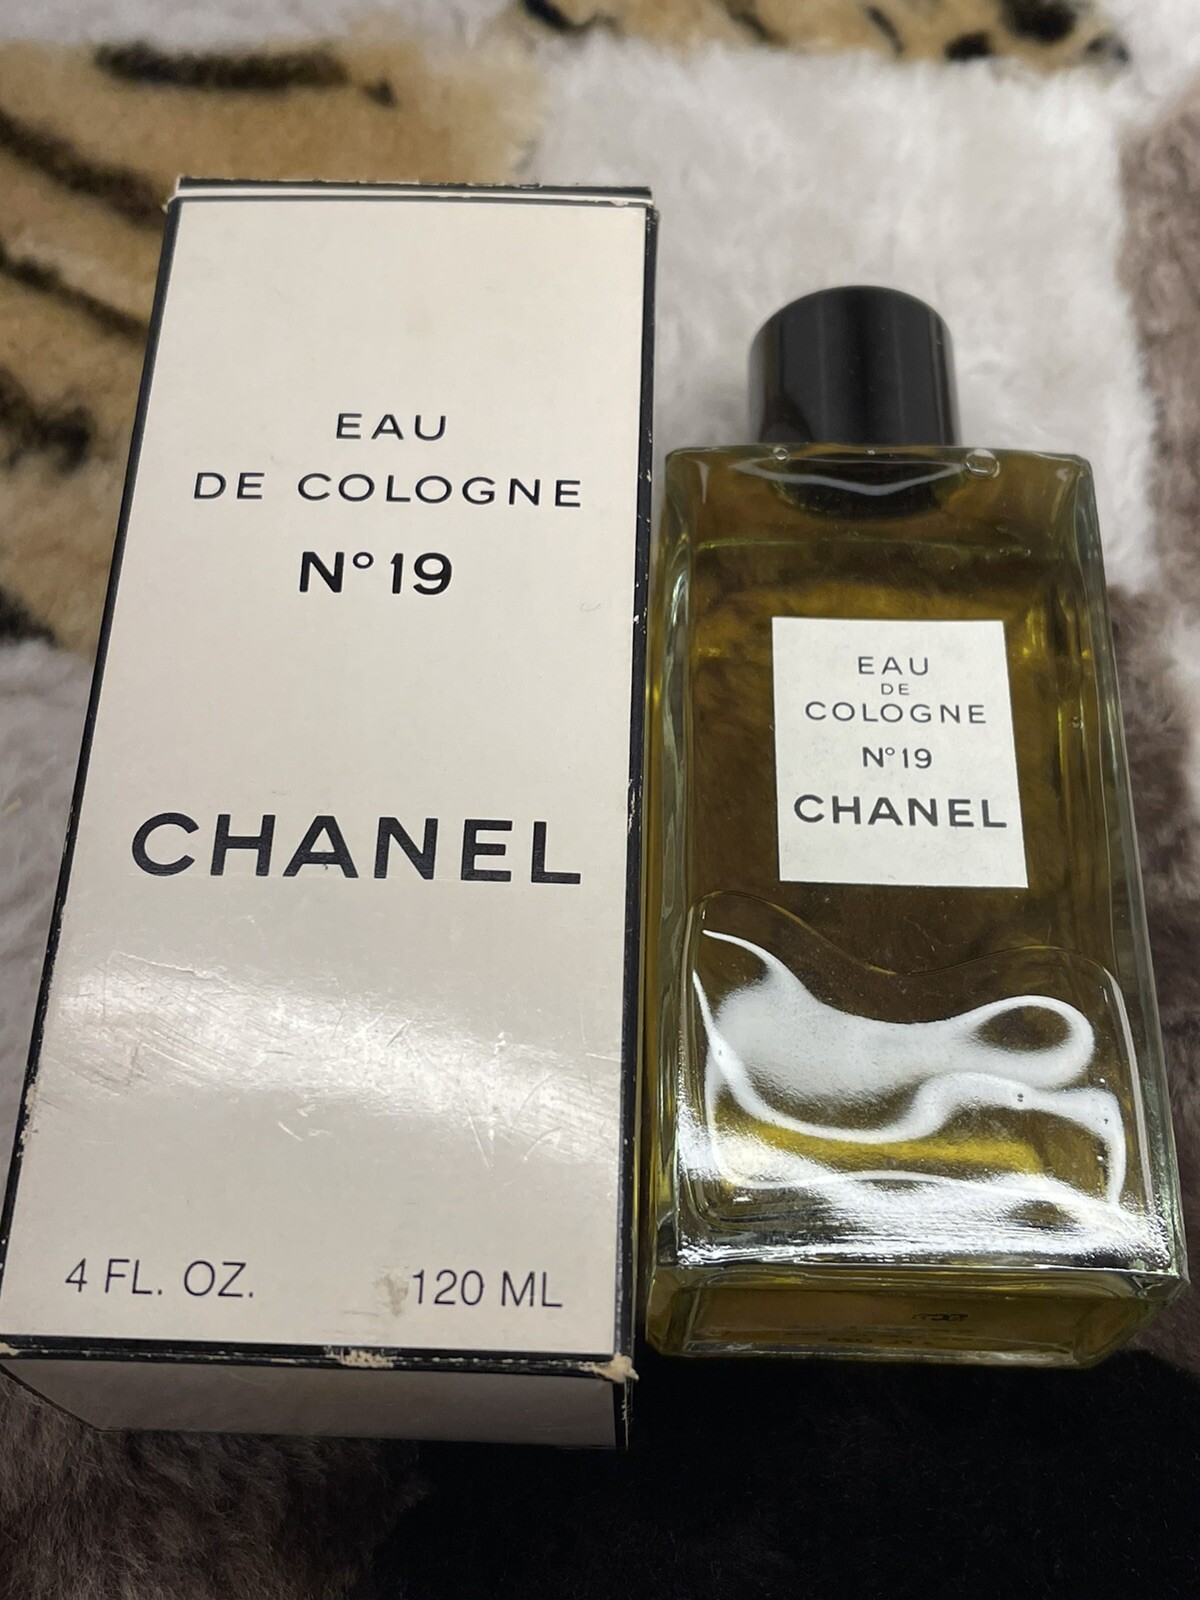 EAU
DE COLOGNE
N° 19
CHANEL
4 FL. OZ. 120 ML
EAU
DE
COLOGNE
N° 19
CHANEL